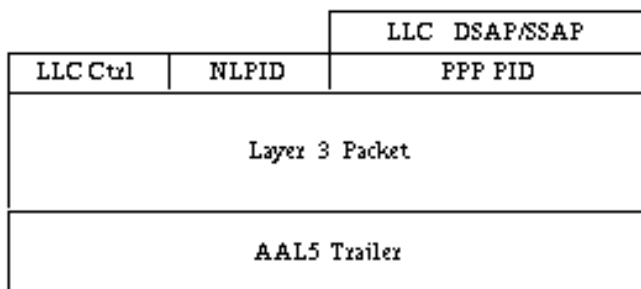 LLC DSAP/SSAP
LLC Ctrl NLPID PPP PID
Layer 3 Packet
AAL5 Trailer